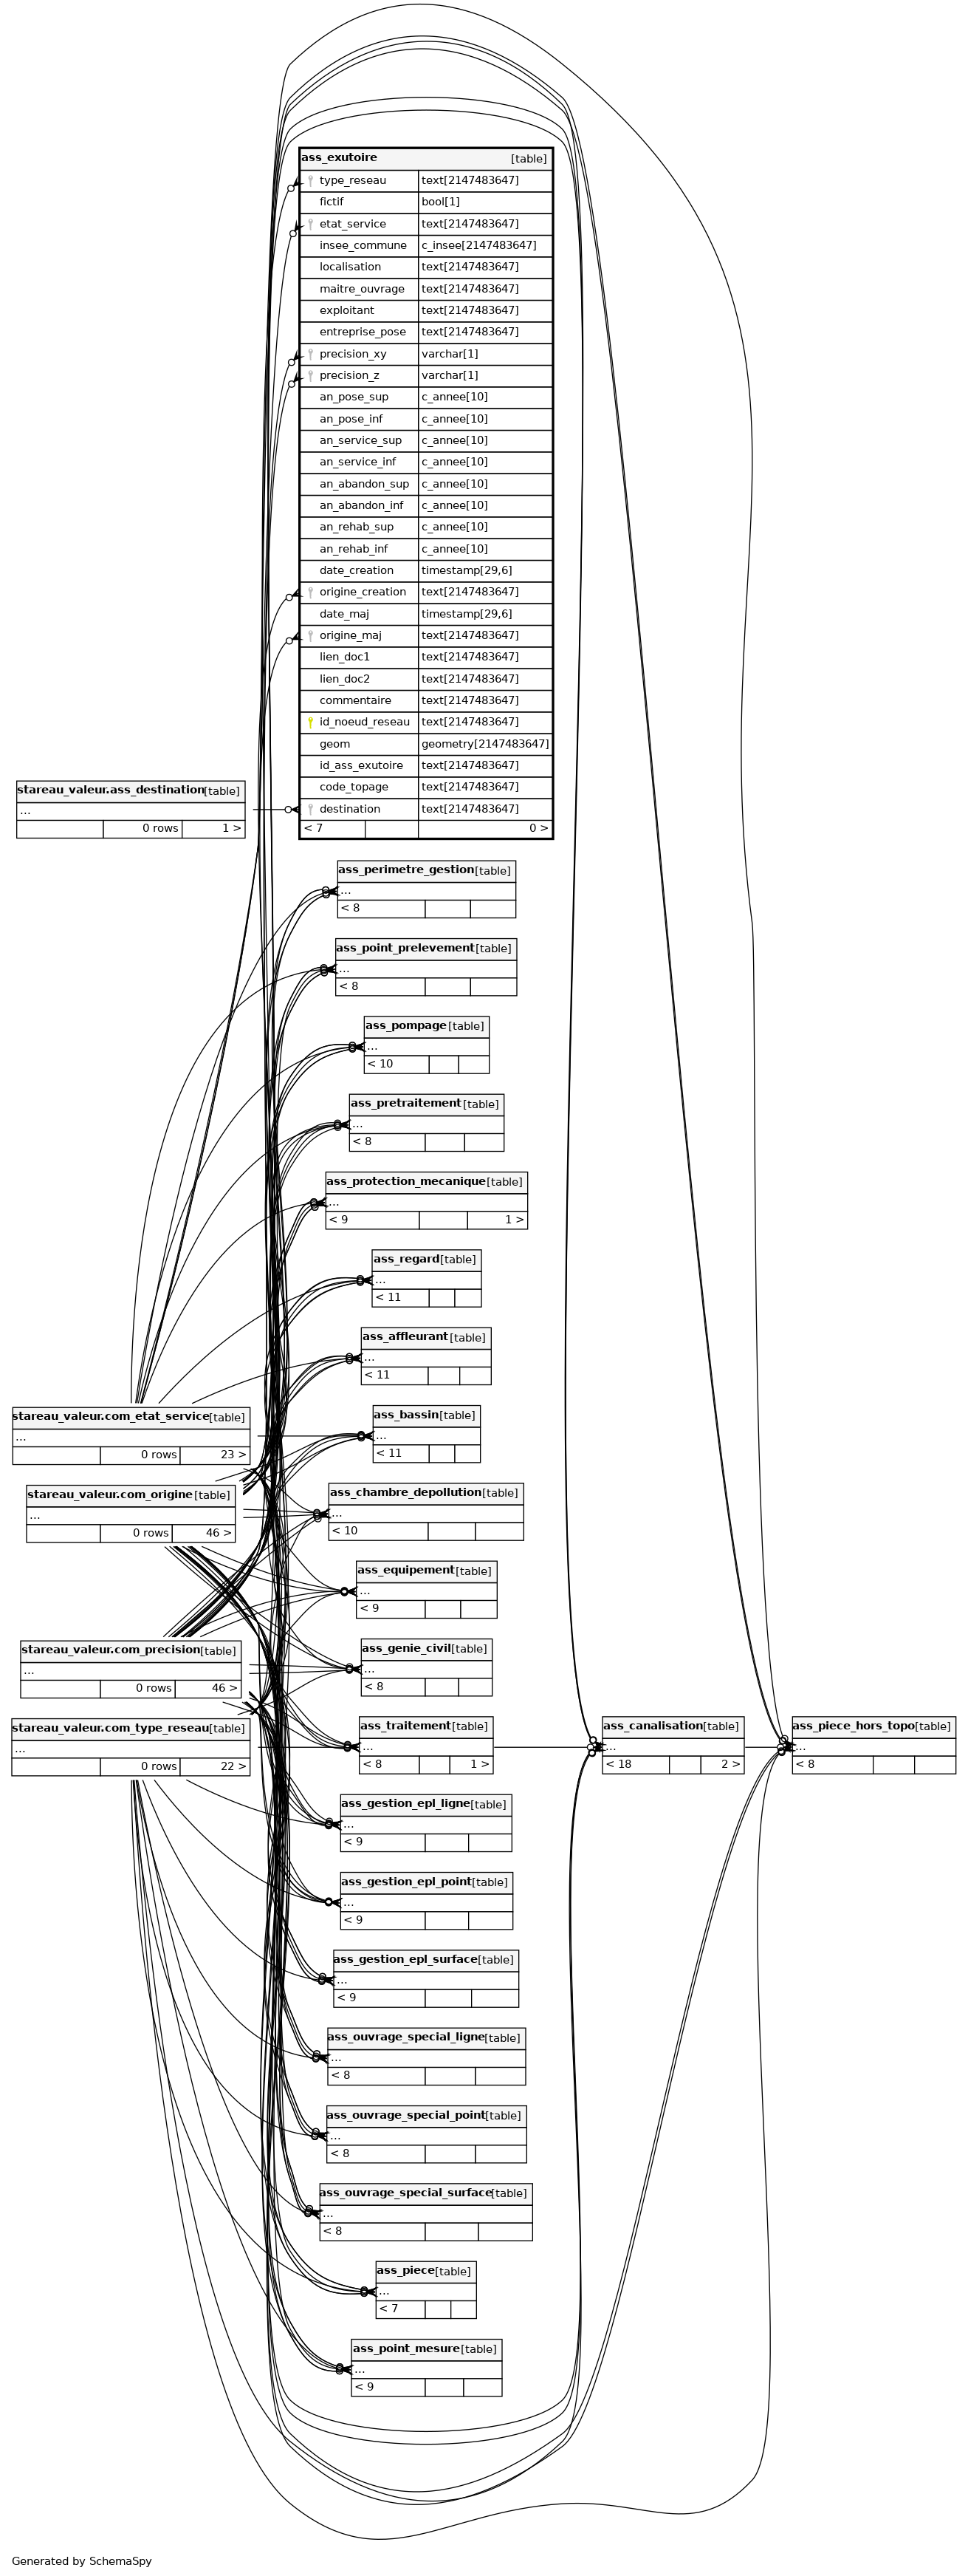 ass_exutoire [table]
type_reseau text[2147483647]
fictif bool[1]
etat_service text[2147483647]
insee_commune c_insee[2147483647]
localisation text[2147483647]
maitre_ouvrage text[2147483647]
exploitant text[2147483647]
entreprise_pose text[2147483647]
precision_xy varchar[1]
precision_z varchar[1]
an_pose_sup c_annee[10]
an_pose_inf c_annee[10]
an_service_sup c_annee[10]
an_service_inf c_annee[10]
an_abandon_sup c_annee[10]
an_abandon_inf c_annee[10]
an_rehab_sup c_annee[10]
an_rehab_inf c_annee[10]
date_creation timestamp[29,6]
origine_creation text[2147483647]
date_maj timestamp[29,6]
origine_maj text[2147483647]
lien_doc1 text[2147483647]
lien_doc2 text[2147483647]
commentaire text[2147483647]
id_noeud_reseau text[2147483647]
geom geometry[2147483647]
id_ass_exutoire text[2147483647]
code_topage text[2147483647]
destination text[2147483647]
< 7 0 >
stareau_valeur.ass_destination [table]
...
0 rows 1 >
ass_perimetre_gestion [table]
...
< 8
ass_point_prelevement [table]
...
< 8
ass_pompage [table]
...
< 10
ass_pretraitement [table]
...
< 8
ass_protection_mecanique [table]
...
< 9 1 >
ass_regard [table]
...
< 11
ass_affleurant [table]
...
< 11
stareau_valeur.com_etat_service [table]
...
0 rows 23 >
ass_bassin [table]
...
< 11
stareau_valeur.com_origine [table]
...
0 rows 46 >
ass_chambre_depollution [table]
...
< 10
ass_equipement [table]
...
< 9
stareau_valeur.com_precision [table]
...
0 rows 46 >
ass_genie_civil [table]
...
< 8
stareau_valeur.com_type_reseau [table]
...
0 rows 22 >
ass_traitement [table]
...
< 8 1 >
ass_canalisation [table]
...
< 18 2 >
ass_piece_hors_topo [table]
...
< 8
ass_gestion_epl_ligne [table]
...
< 9
ass_gestion_epl_point [table]
...
< 9
ass_gestion_epl_surface [table]
...
< 9
ass_ouvrage_special_ligne [table]
...
< 8
ass_ouvrage_special_point [table]
...
< 8
ass_ouvrage_special_surface [table]
...
< 8
ass_piece [table]
...
< 7
ass_point_mesure [table]
...
< 9
Generated by SchemaSpy